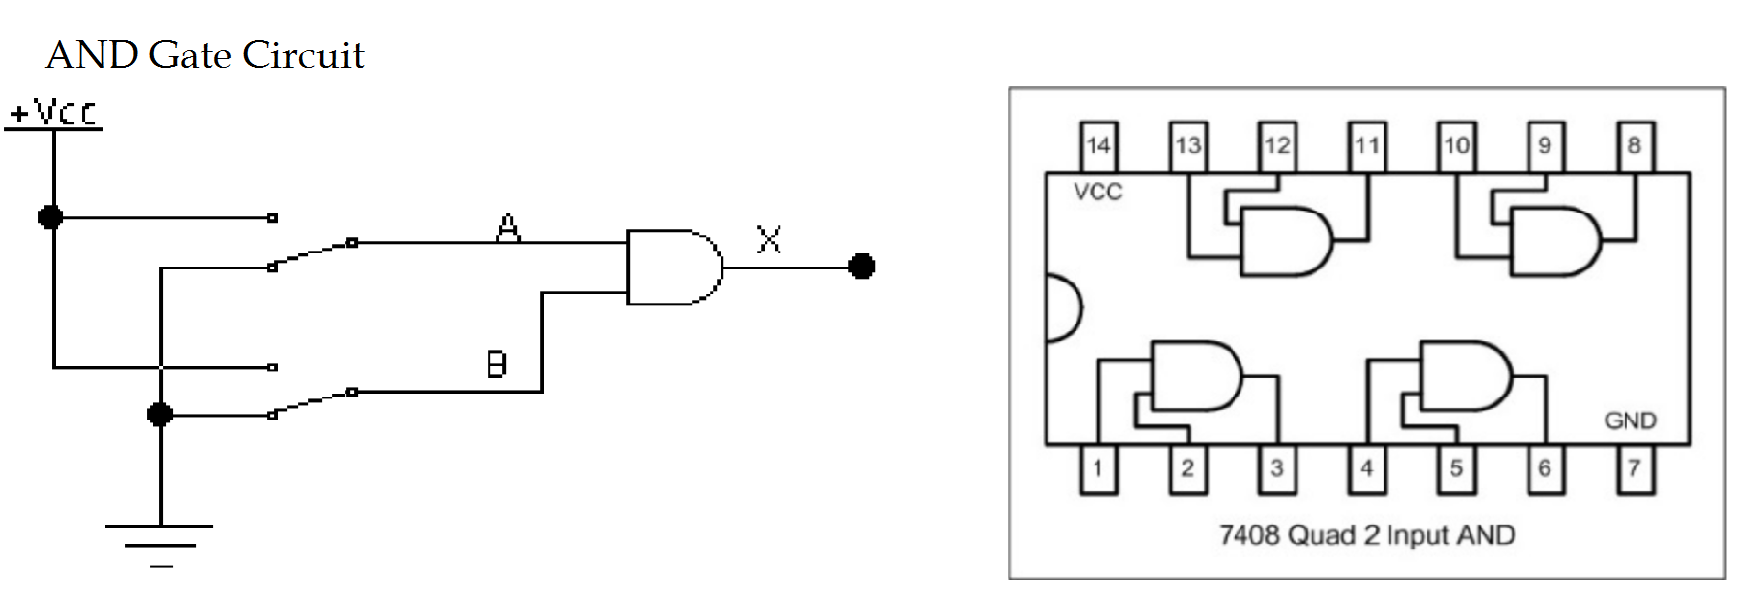 AND Gate Circuit
+Vcc
A
X
B
14 13 12 11 10 9 8
VCC
GND
1 2 3 4 5 6 7
7408 Quad 2 Input AND